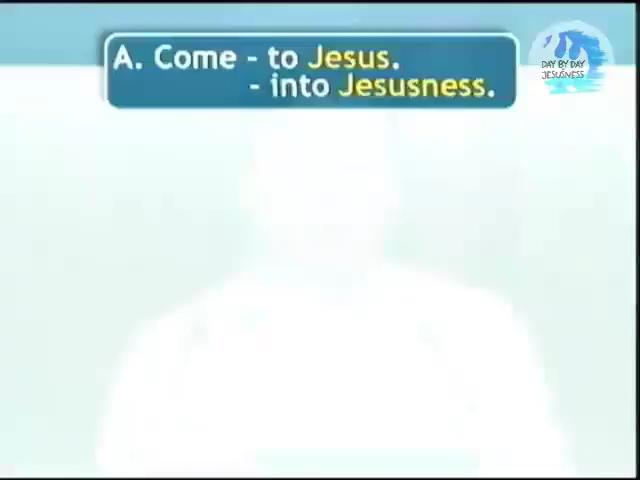 A. Come - to Jesus.
- into Jesusness.
DAY BY DAY
JESUSNESS